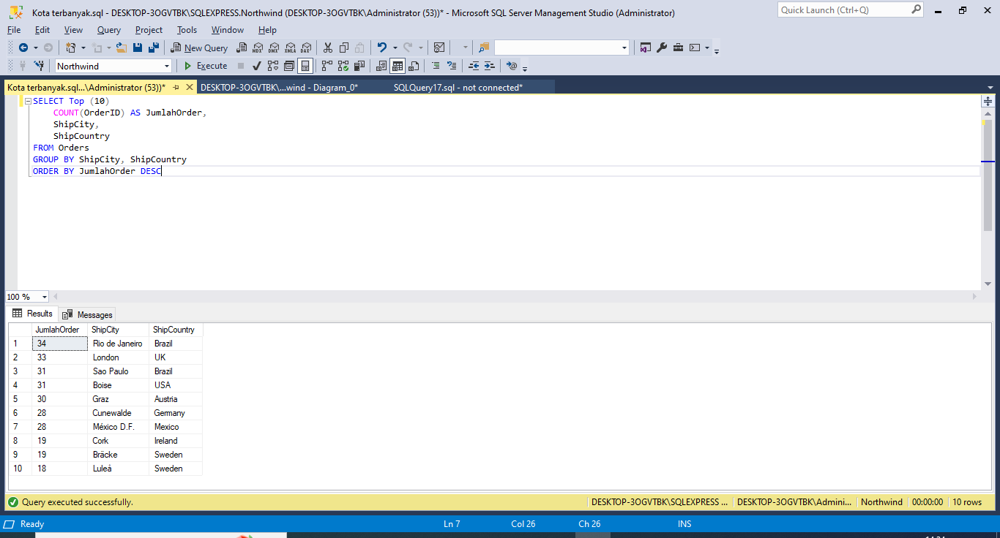 Kota terbanyak.sql - DESKTOP-3OGVTBK\SQLEXPRESS.Northwind (DESKTOP-3OGVTBK\Administrator (53))* - Microsoft SQL Server Management Studio (Administrator)
Quick Launch (Ctrl+Q)
File Edit View Query Project Tools Window Help
New Query MDX DMX XMLA DAX
Northwind Execute
Kota terbanyak.sql...\Administrator (53))* DESKTOP-3OGVTBK\...wind - Diagram_0* SQLQuery17.sql - not connected*
SELECT Top (10)
COUNT(OrderID) AS JumlahOrder,
ShipCity,
ShipCountry
FROM Orders
GROUP BY ShipCity, ShipCountry
ORDER BY JumlahOrder DESC
100 %
Results Messages
JumlahOrder ShipCity ShipCountry
1 34 Rio de Janeiro Brazil
2 33 London UK
3 31 Sao Paulo Brazil
4 31 Boise USA
5 30 Graz Austria
6 28 Cunewalde Germany
7 28 México D.F. Mexico
8 19 Cork Ireland
9 19 Bräcke Sweden
10 18 Luleå Sweden
Query executed successfully. DESKTOP-3OGVTBK\SQLEXPRESS ... DESKTOP-3OGVTBK\Admini... Northwind 00:00:00 10 rows
Ready Ln 7 Col 26 Ch 26 INS